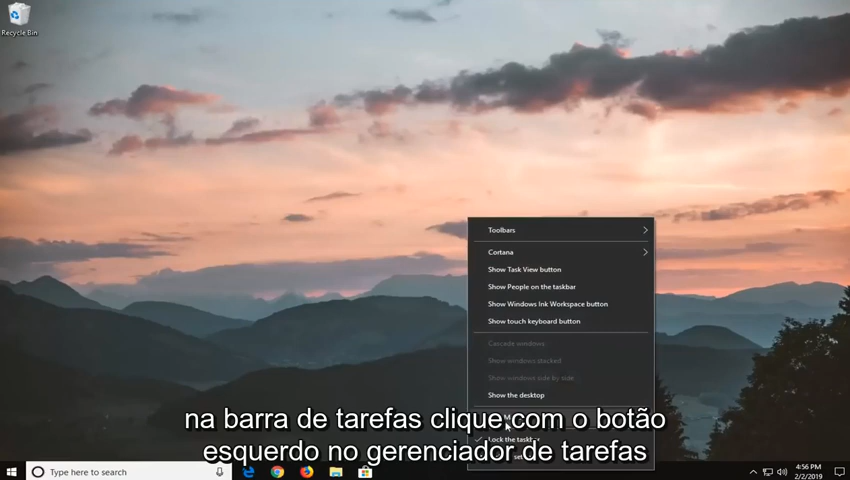 Recycle Bin
Toolbars
Cortana
Show Task View button
Show People on the taskbar
Show Windows Ink Workspace button
Show touch keyboard button
Cascade windows
Show windows stacked
Show windows side by side
Show the desktop
na barra de tarefas clique com o botão
Lock the taskbar
esquerdo no gerenciador de tarefas
Type here to search
4:56 PM
2/2/2019